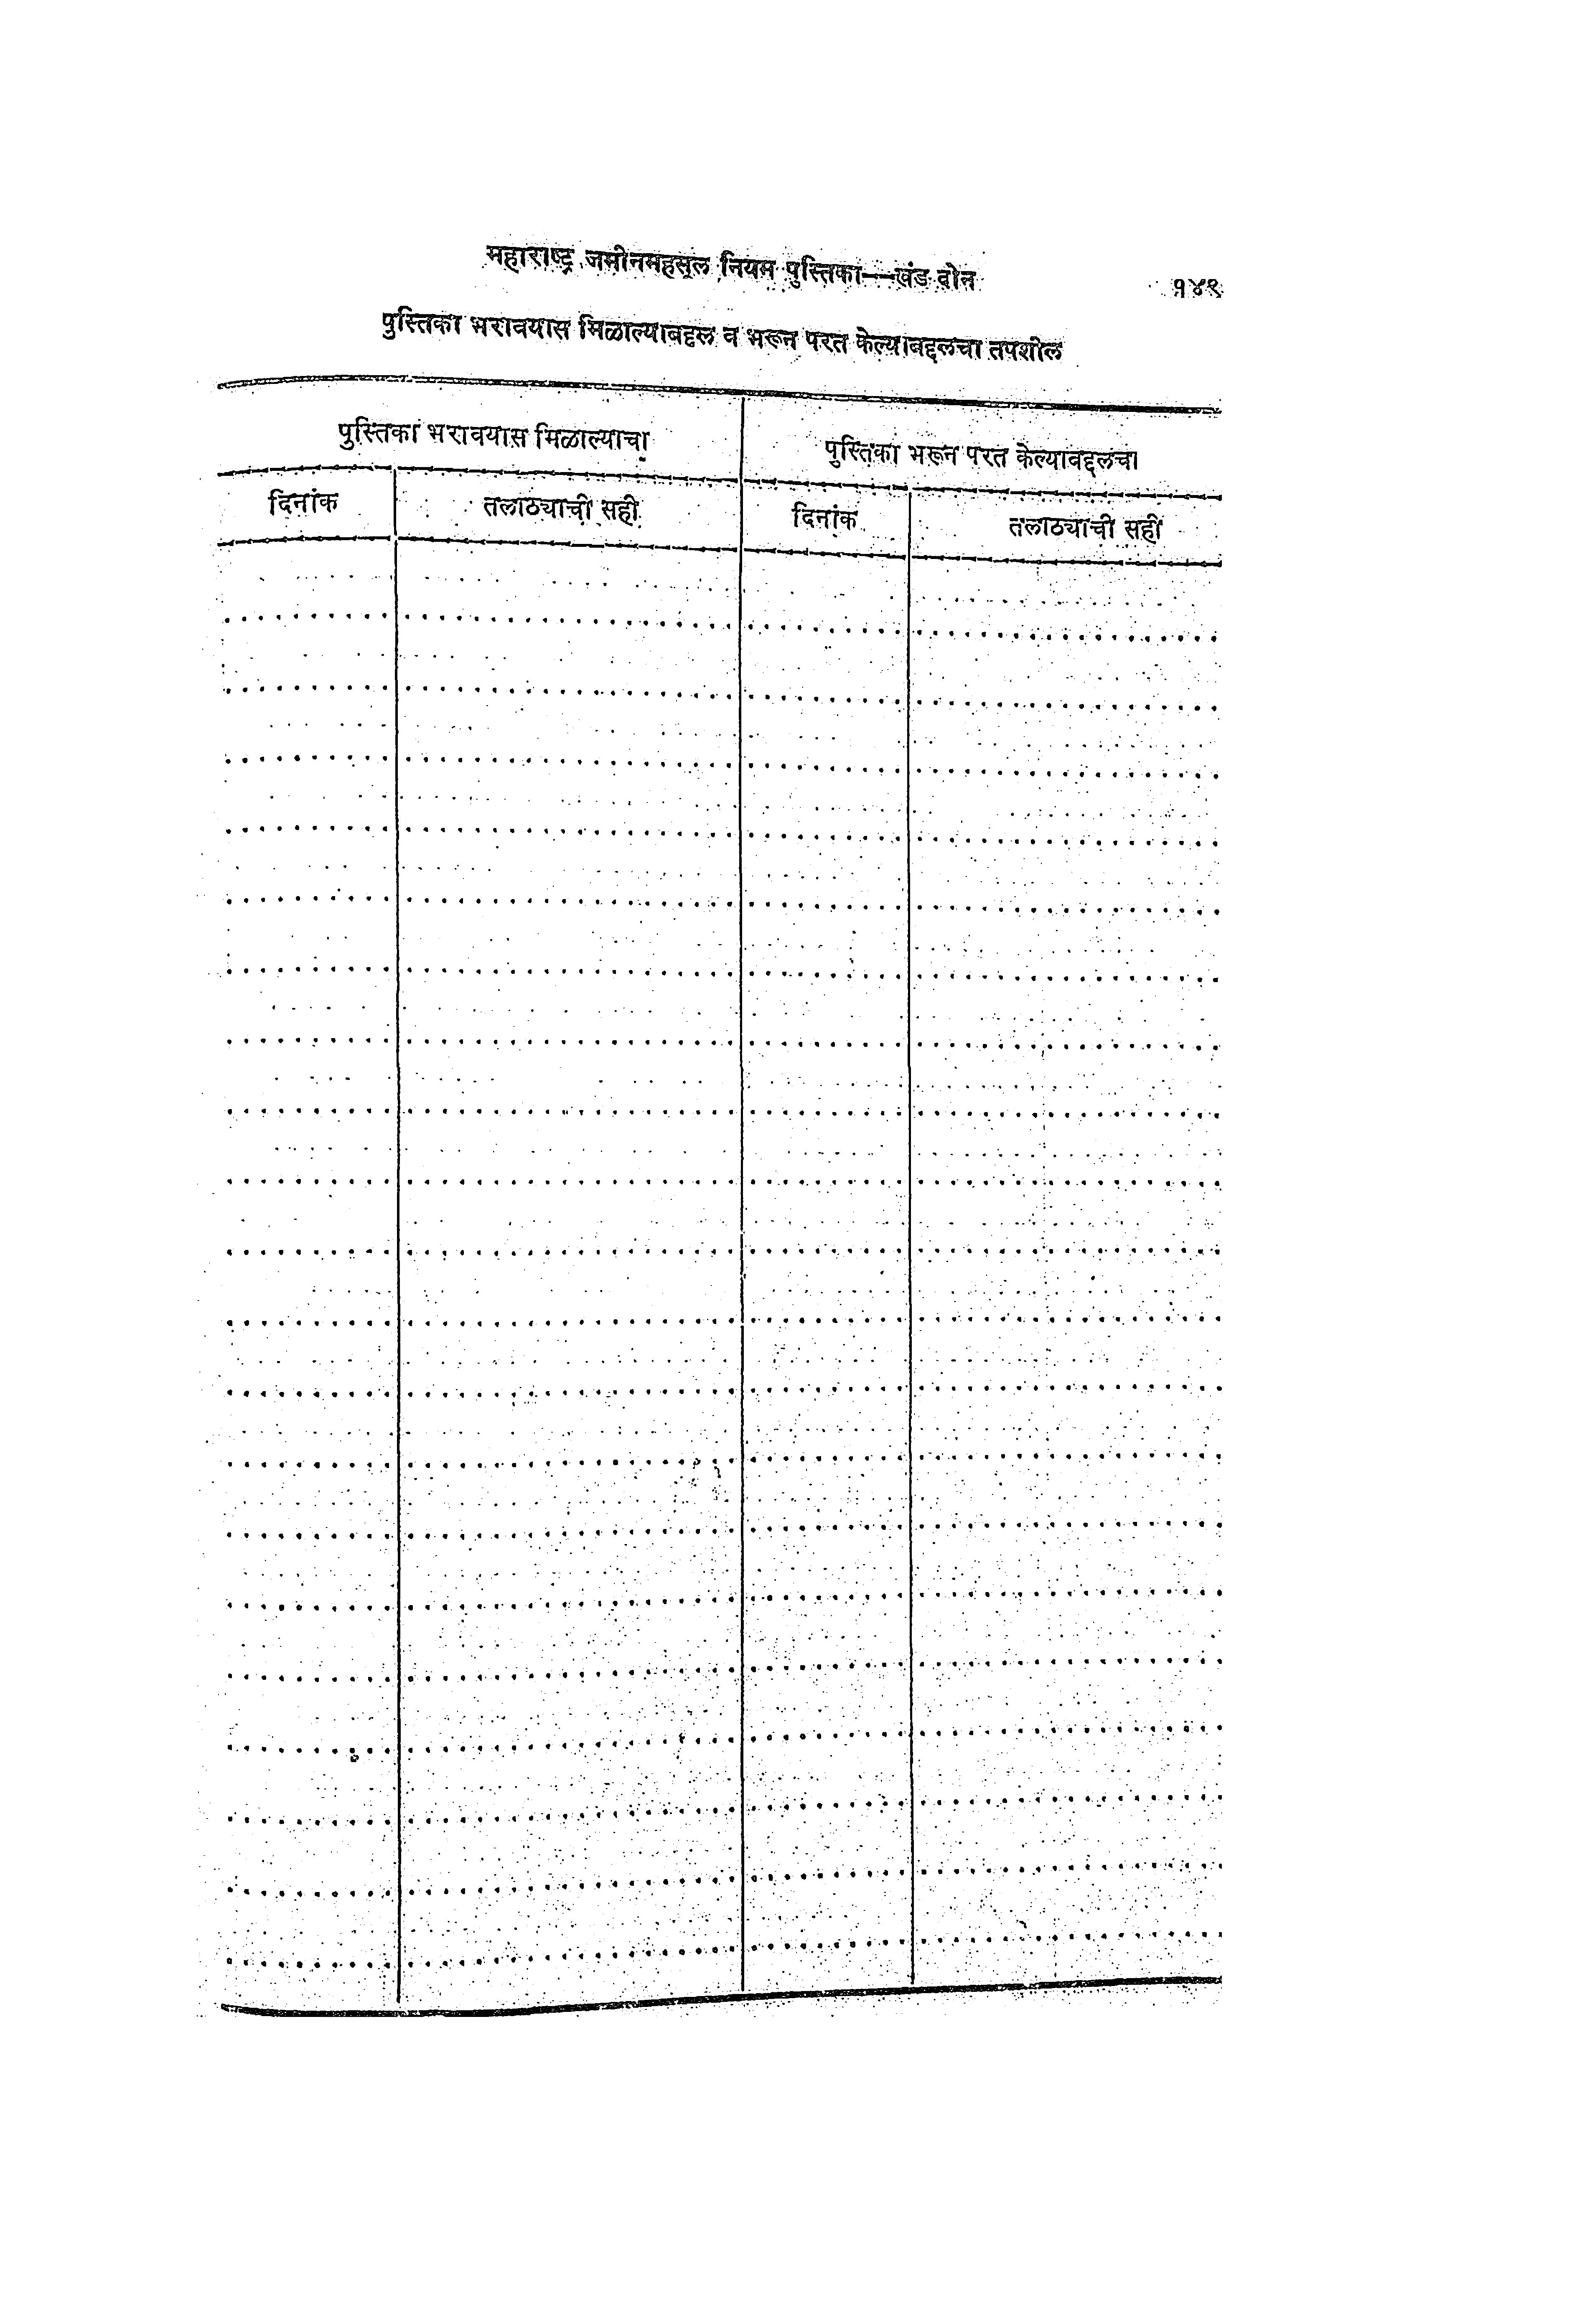 महाराष्ट्र जमीनमहसूल नियम पुस्तिका——खंड दोन १४९
पुस्तिका भरावयास मिळाल्याबद्दल व भरून परत केल्याबद्दलचा तपशील
पुस्तिका भरावयास मिळाल्याचा पुस्तिका भरून परत केल्याबद्दलचा
दिनांक तलाठ्याची सही दिनांक तलाठ्याची सही